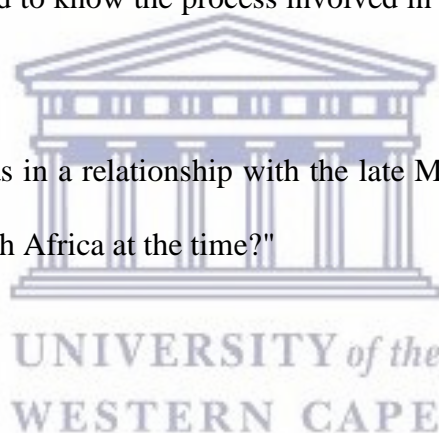 to know the process involved in
in a relationship with the late
Africa at the time?"
UNIVERSITY of the
WESTERN CAPE